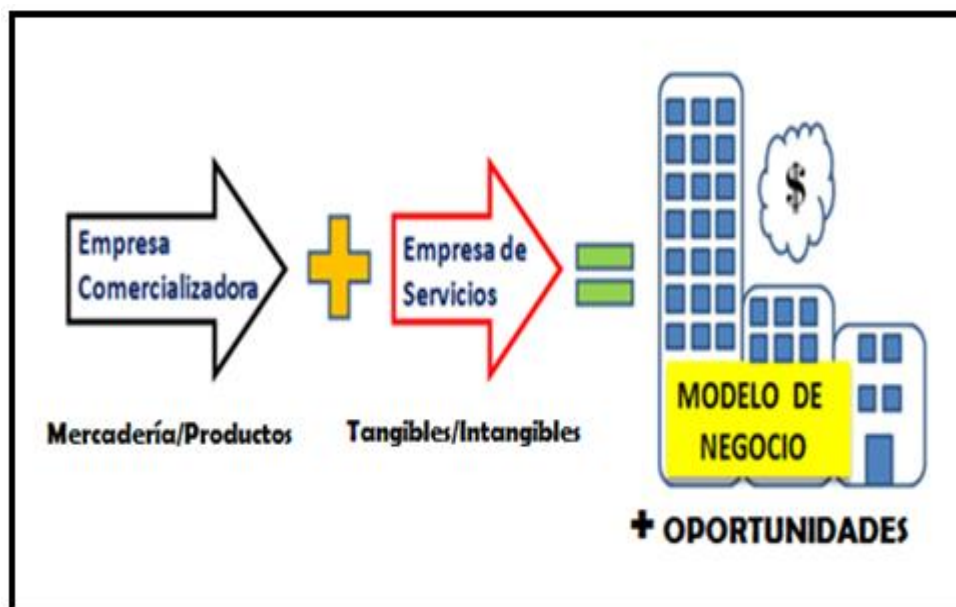 Empresa
Comercializadora
Empresa de
Servicios
$
Mercadería/Productos
Tangibles/Intangibles
MODELO DE
NEGOCIO
+ OPORTUNIDADES